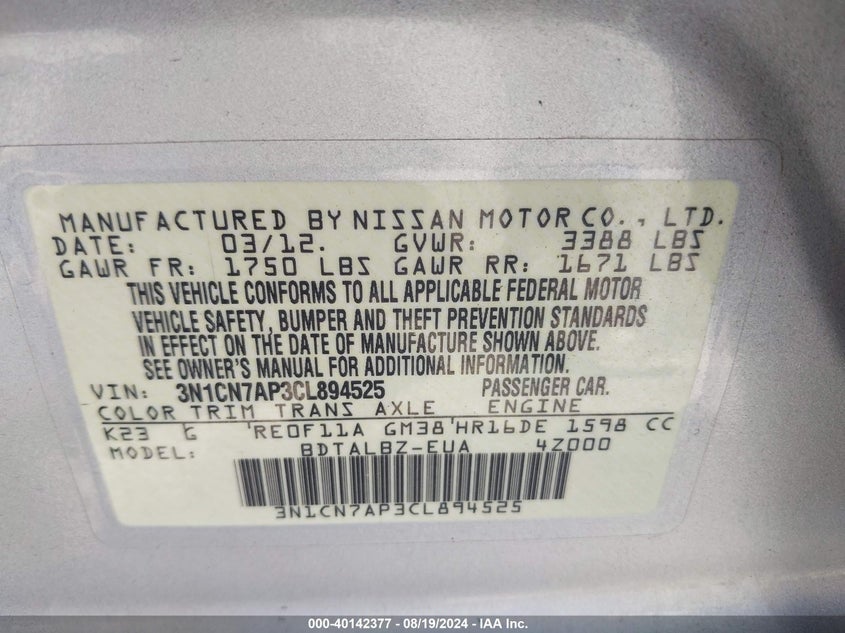 MANUFACTURED BY NISSAN MOTOR CO., LTD.
DATE: 03/12. GVWR: 3388 LBS
GAWR FR: 1750 LBS GAWR RR: 1671 LBS
THIS VEHICLE CONFORMS TO ALL APPLICABLE FEDERAL MOTOR
VEHICLE SAFETY, BUMPER AND THEFT PREVENTION STANDARDS
IN EFFECT ON THE DATE OF MANUFACTURE SHOWN ABOVE.
SEE OWNER'S MANUAL FOR ADDITIONAL INFORMATION.
VIN: 3N1CN7AP3CL894525 PASSENGER CAR.
COLOR TRIM TRANS AXLE ENGINE
K23 G 'RE0F11A GM38'HR16DE 1598 CC
MODEL: BDTALBZ-EUA 4Z000
3N1CN7AP3CL894525
000-40142377 - 08/19/2024 - IAA Inc.